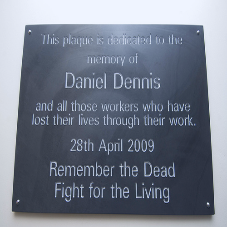 This plaque is dedicated to the
memory of
Daniel Dennis
and all those workers who have
lost their lives through their work.
28th April 2009
Remember the Dead
Fight for the Living